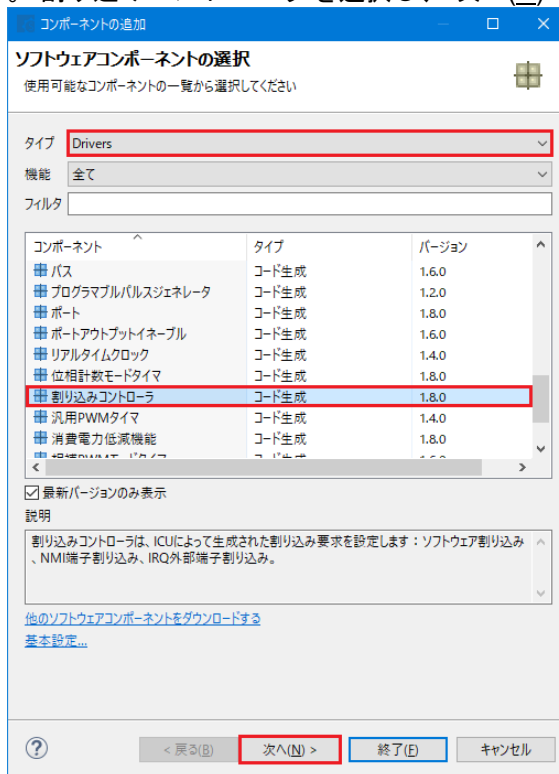 コンポーネントの追加
ソフトウェアコンポーネントの選択
使用可能なコンポーネントの一覧から選択してください
タイプ Drivers
機能 全て
フィルタ
コンポーネント タイプ バージョン
バス コード生成 1.6.0
プログラマブルパルスジェネレータ コード生成 1.2.0
ポート コード生成 1.8.0
ポートアウトプットイネーブル コード生成 1.6.0
リアルタイムクロック コード生成 1.4.0
位相計数モードタイマ コード生成 1.8.0
割り込みコントローラ コード生成 1.8.0
汎用PWMタイマ コード生成 1.4.0
消費電力低減機能 コード生成 1.8.0
最新バージョンのみ表示
説明
割り込みコントローラは、ICUによって生成された割り込み要求を設定します：ソフトウェア割り込み
、NMI端子割り込み、IRQ外部端子割り込み。
他のソフトウェアコンポーネントをダウンロードする
基本設定...
< 戻る(B) 次へ(N) > 終了(F) キャンセル